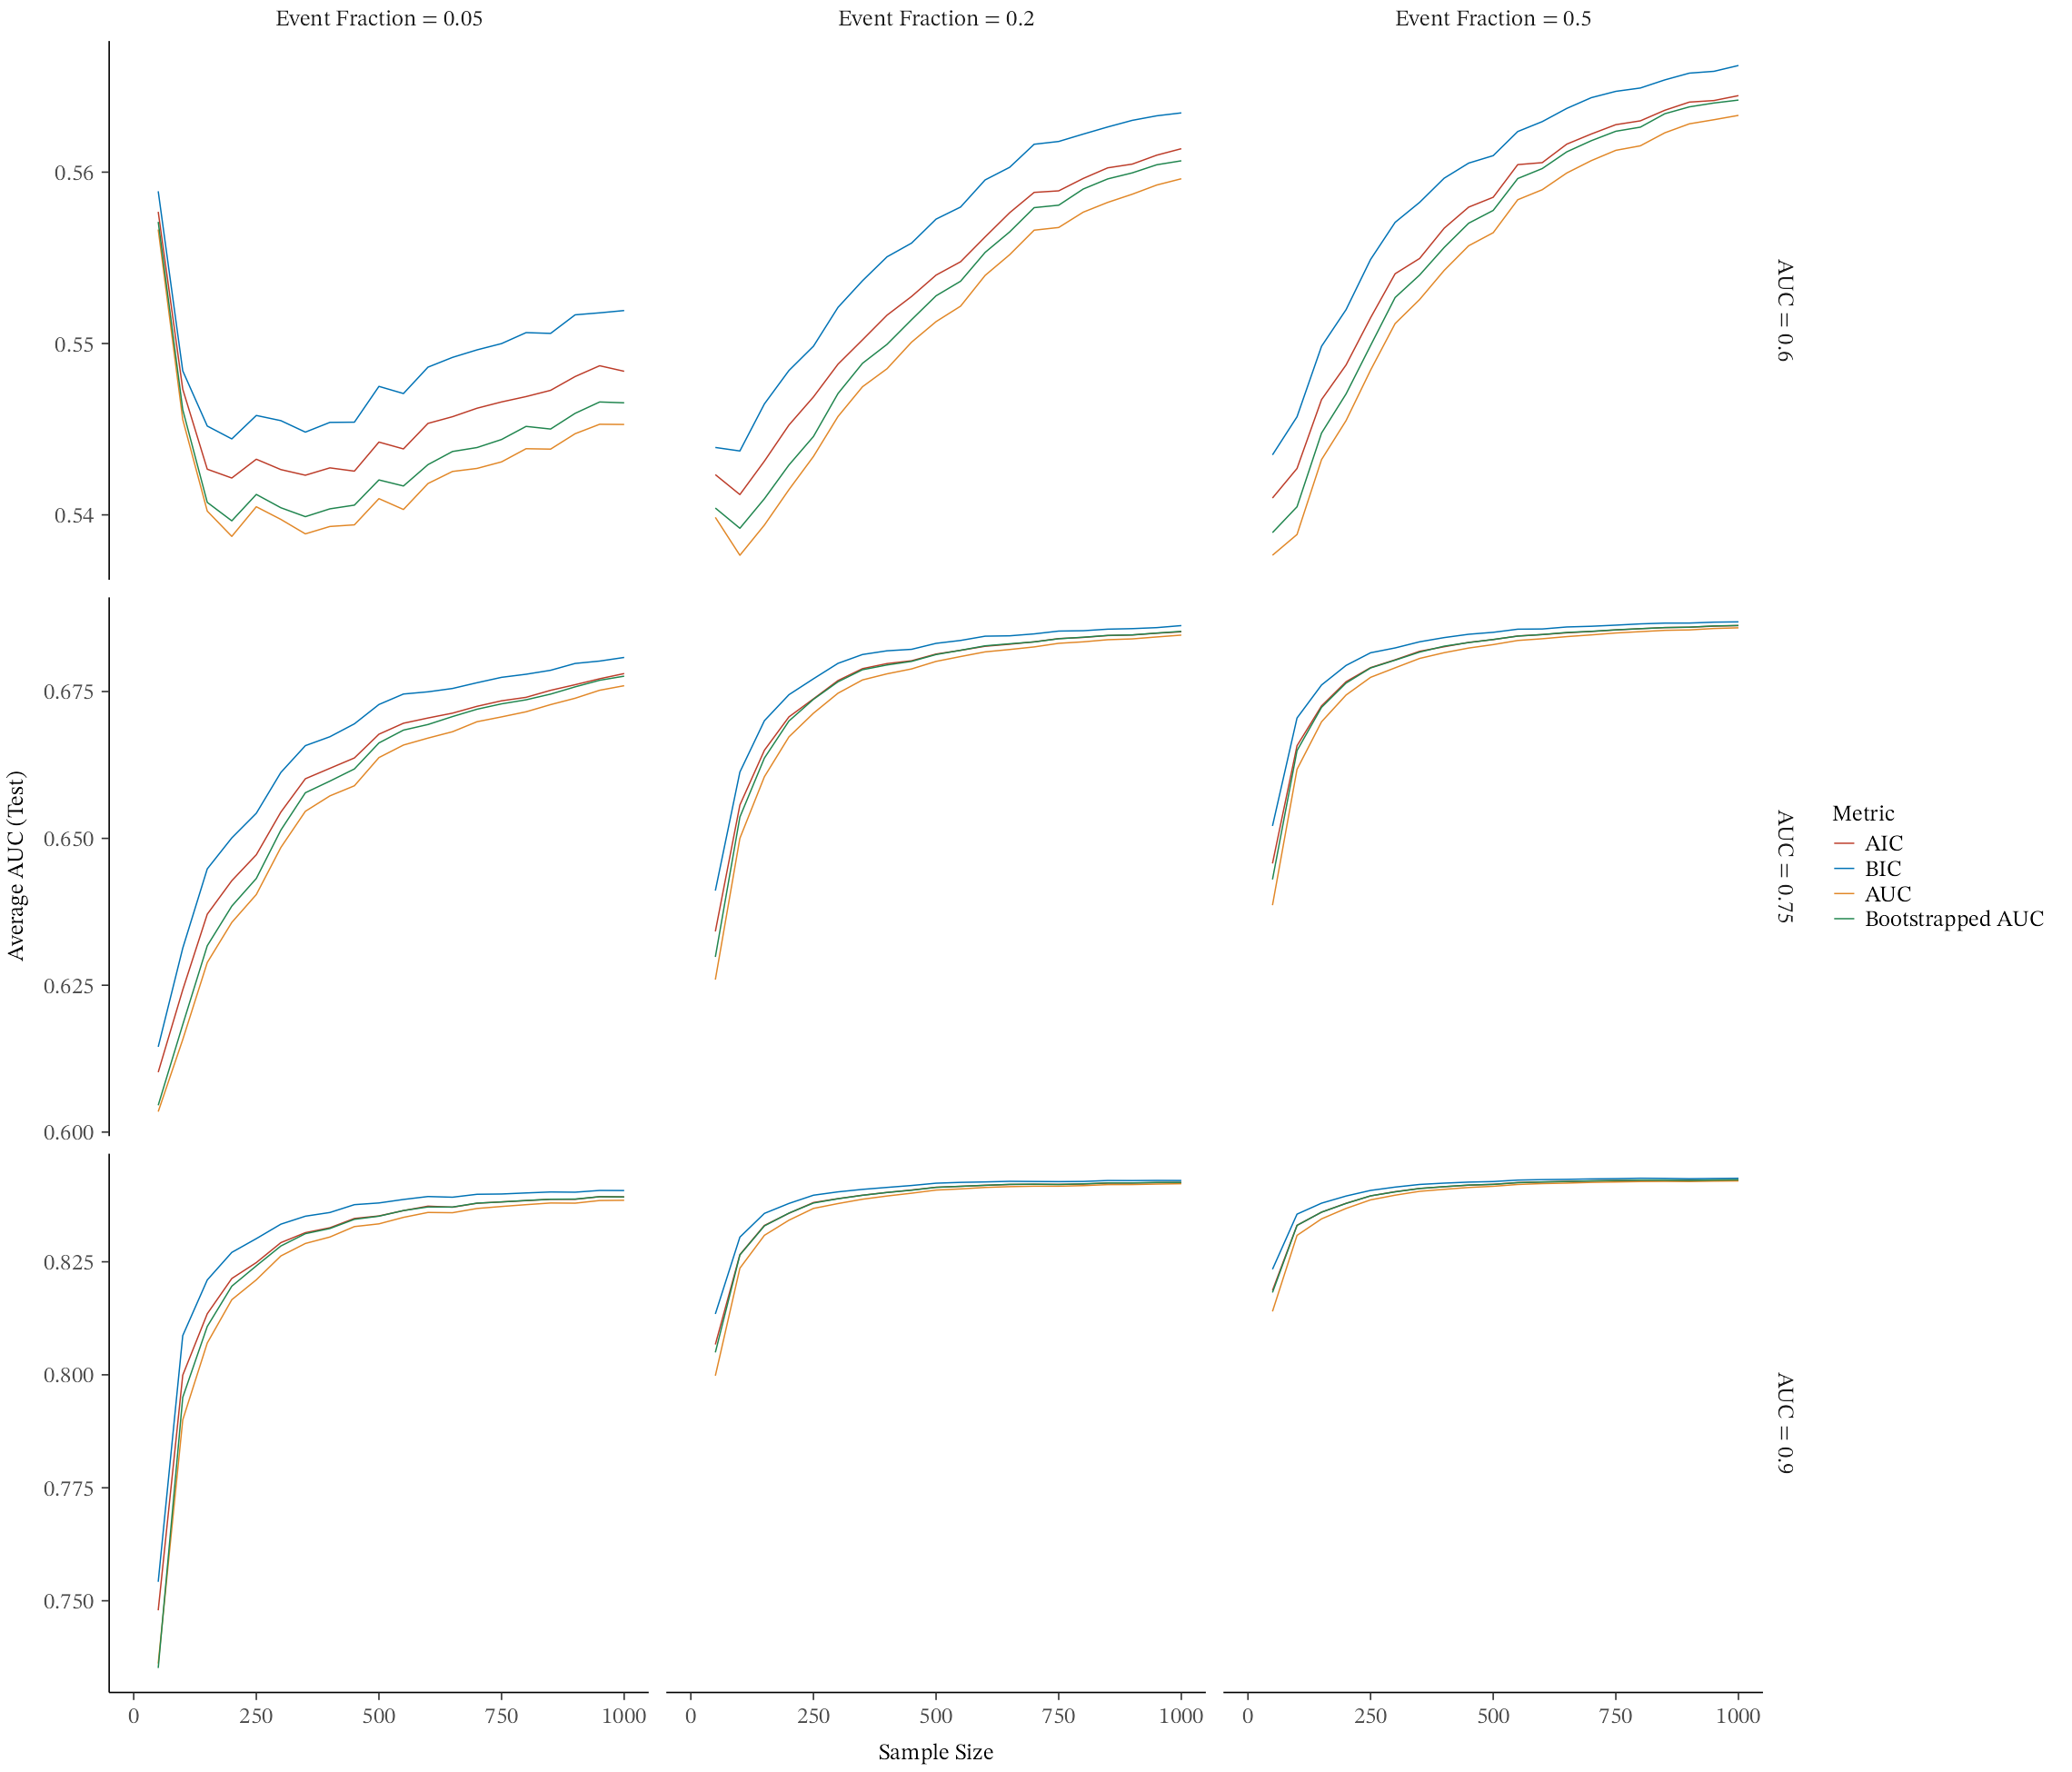 Event Fraction = 0.05
Event Fraction = 0.2
Event Fraction = 0.5
0.56
0.55
0.54
AUC = 0.6
0.675
0.650
0.625
0.600
AUC = 0.75
0.825
0.800
0.775
0.750
AUC = 0.9
Average AUC (Test)
0 250 500 750 1000
0 250 500 750 1000
0 250 500 750 1000
Sample Size
Metric
AIC
BIC
AUC
Bootstrapped AUC